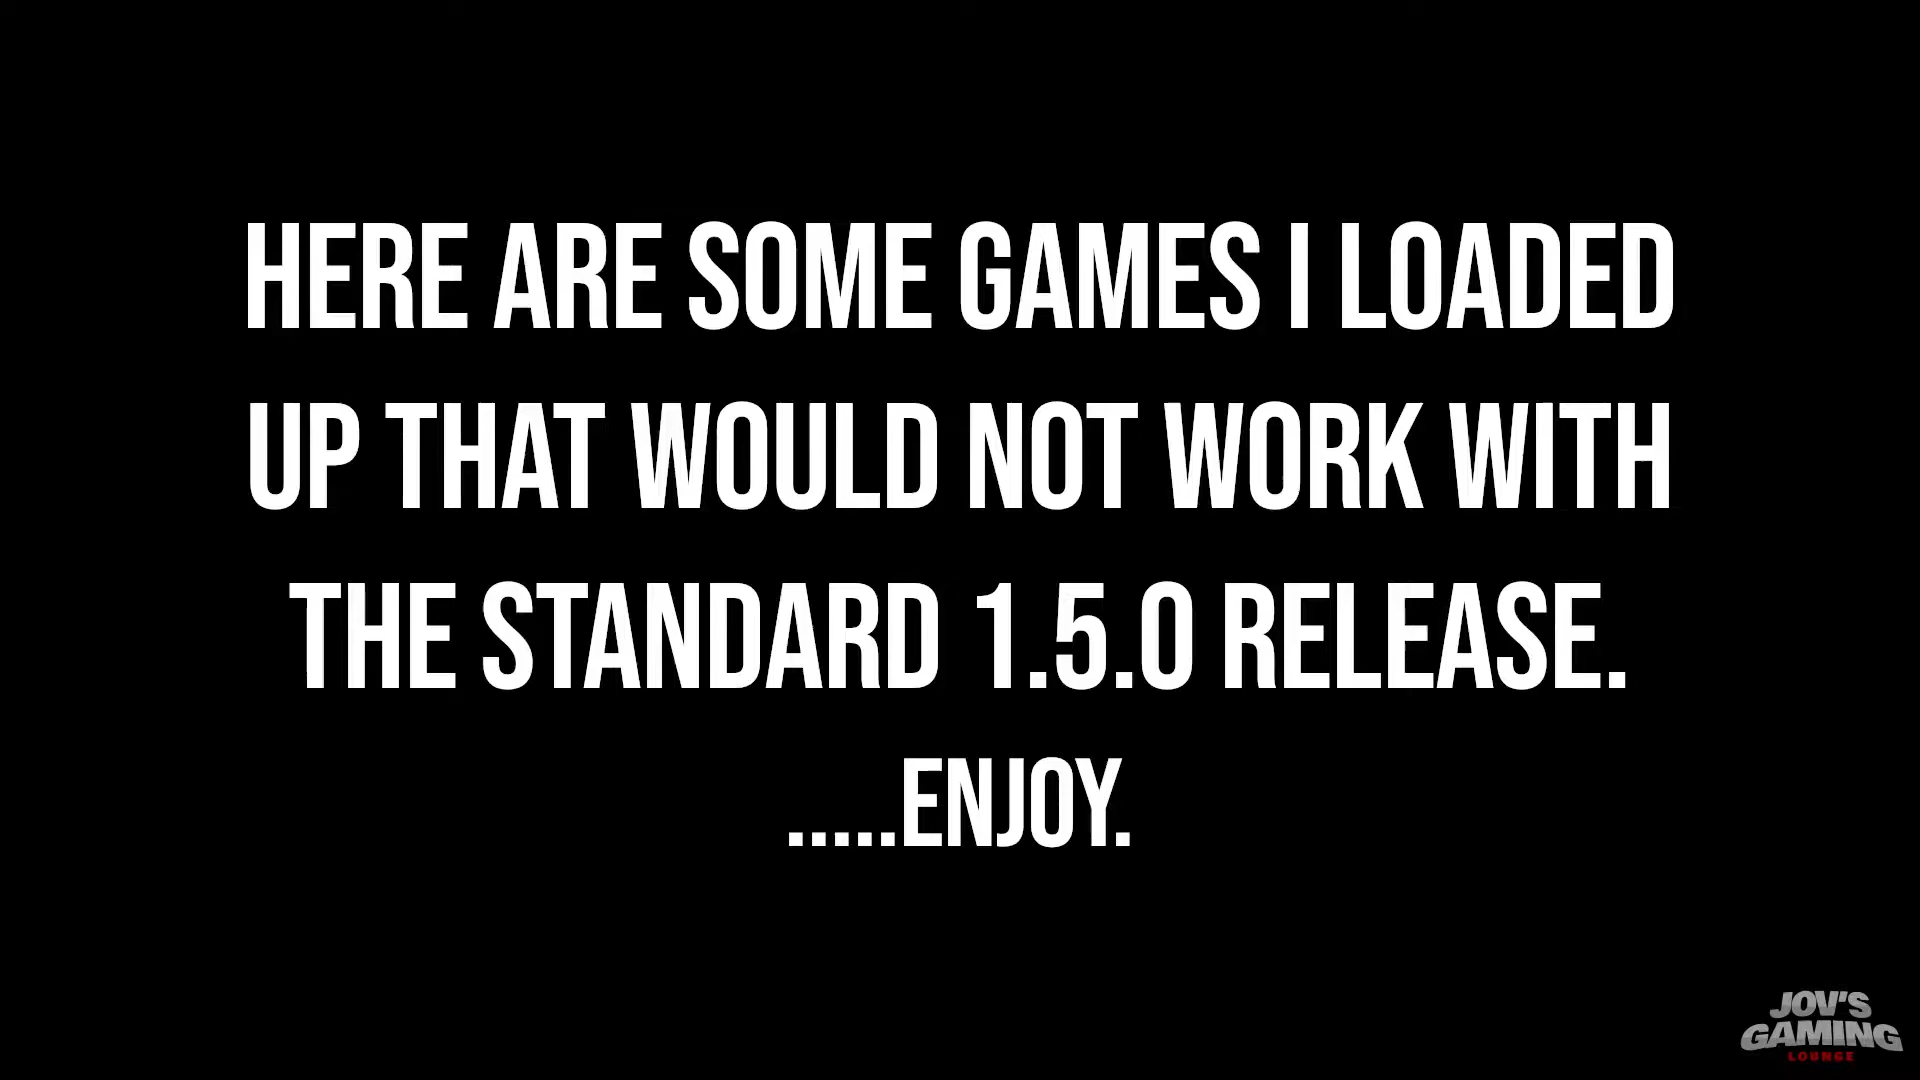 HERE ARE SOME GAMES I LOADED
UP THAT WOULD NOT WORK WITH
THE STANDARD 1.5.0 RELEASE.
.....ENJOY.
JOV'S
GAMING
LOUNGE